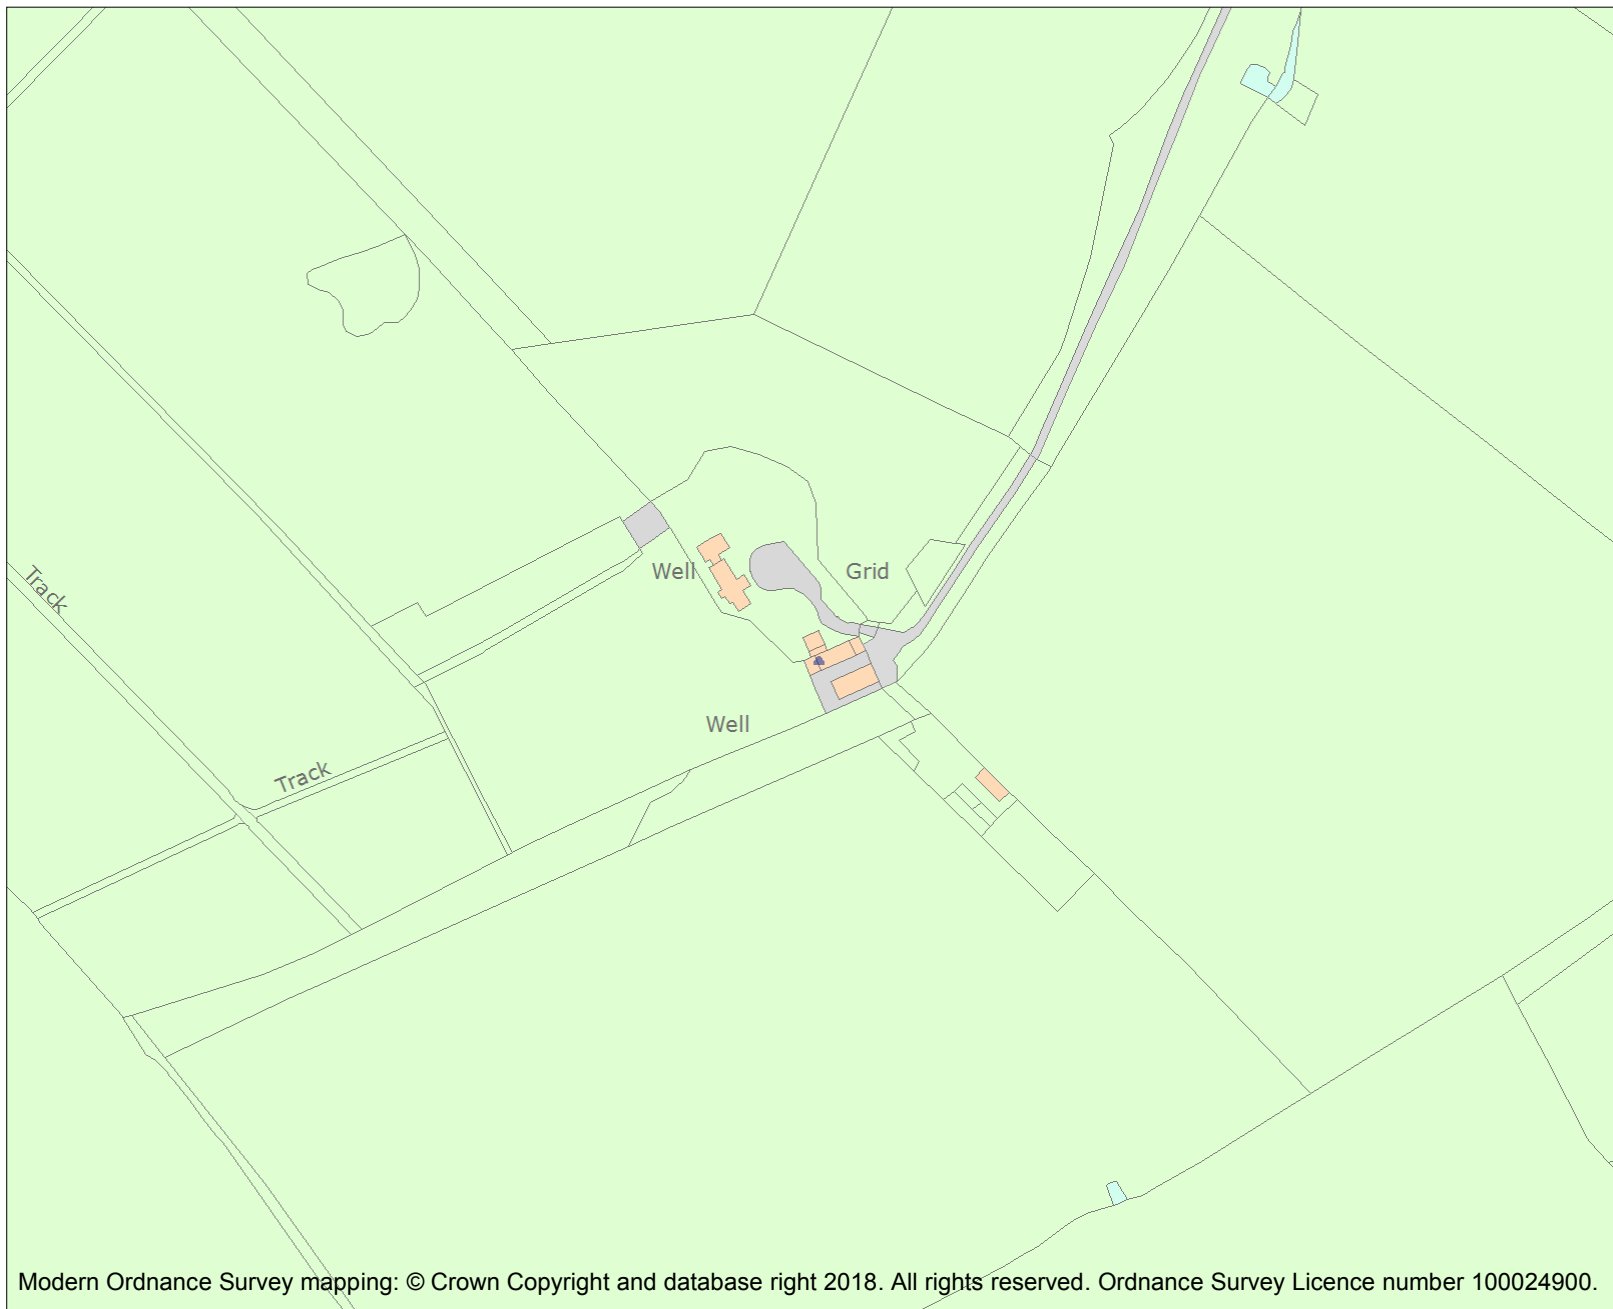 Well
Grid
Track
Well
Track
Modern Ordnance Survey mapping: © Crown Copyright and database right 2018. All rights reserved. Ordnance Survey Licence number 100024900.